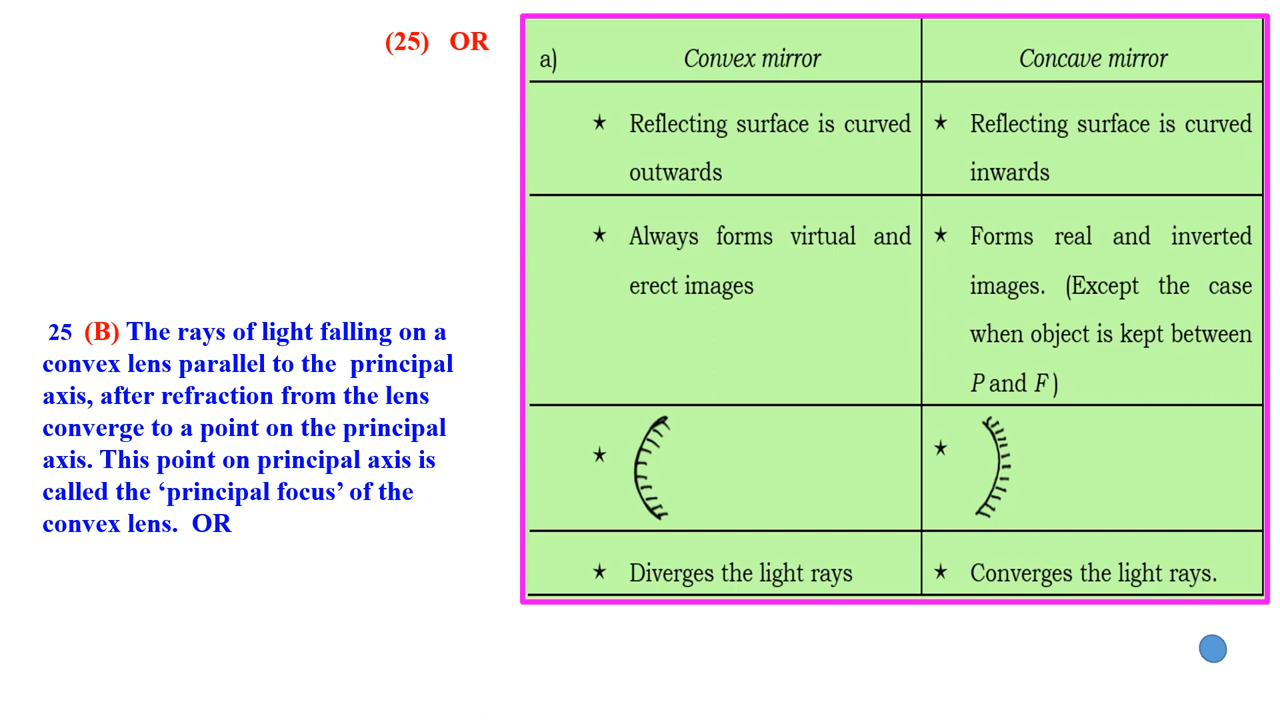 (25) OR
a) Convex mirror Concave mirror
★ Reflecting surface is curved
outwards
★ Reflecting surface is curved
inwards
★ Always forms virtual and
erect images
★ Forms real and inverted
images. (Except the case
when object is kept between
P and F)
★
★
★ Diverges the light rays
★ Converges the light rays.
25 (B) The rays of light falling on a
convex lens parallel to the principal
axis, after refraction from the lens
converge to a point on the principal
axis. This point on principal axis is
called the ‘principal focus’ of the
convex lens. OR